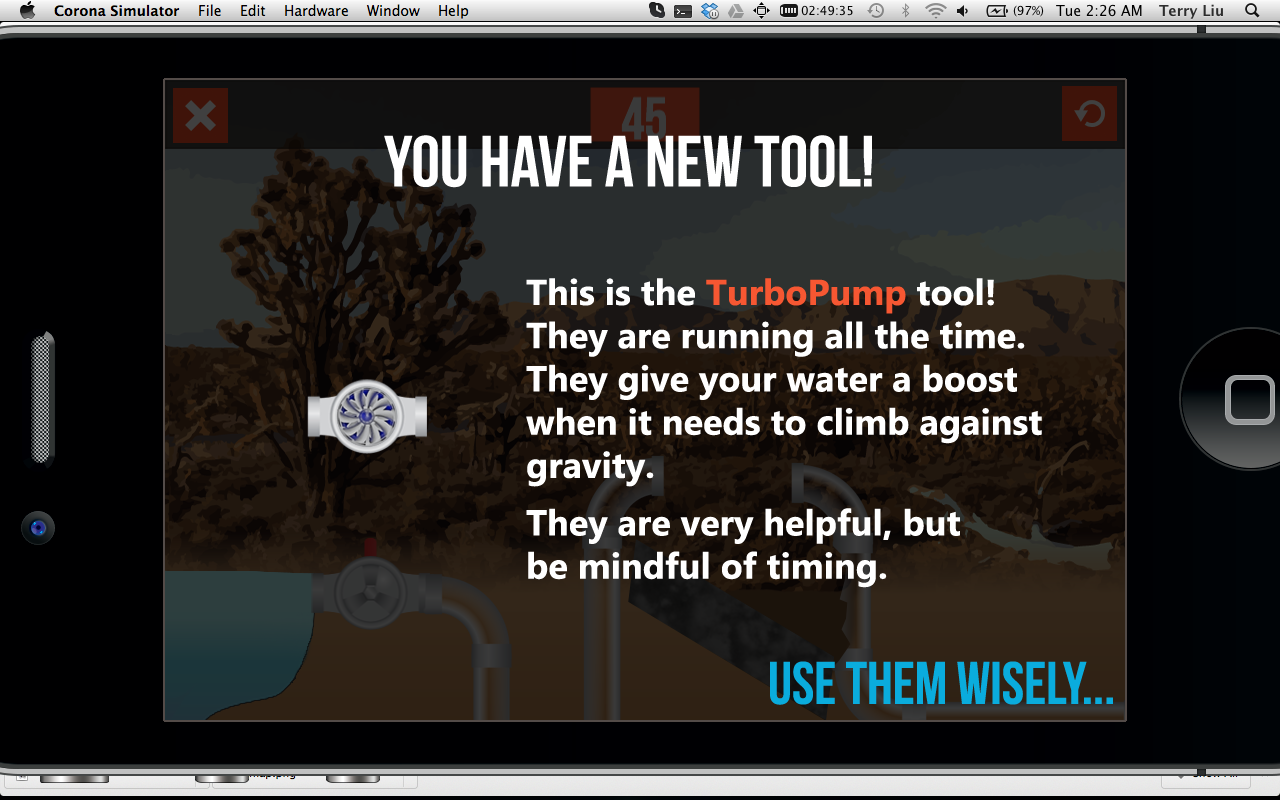 Corona Simulator File Edit Hardware Window Help 02:49:35 (97%) Tue 2:26 AM Terry Liu
45
YOU HAVE A NEW TOOL!
This is the TurboPump tool!
They are running all the time.
They give your water a boost
when it needs to climb against
gravity.
They are very helpful, but
be mindful of timing.
USE THEM WISELY...